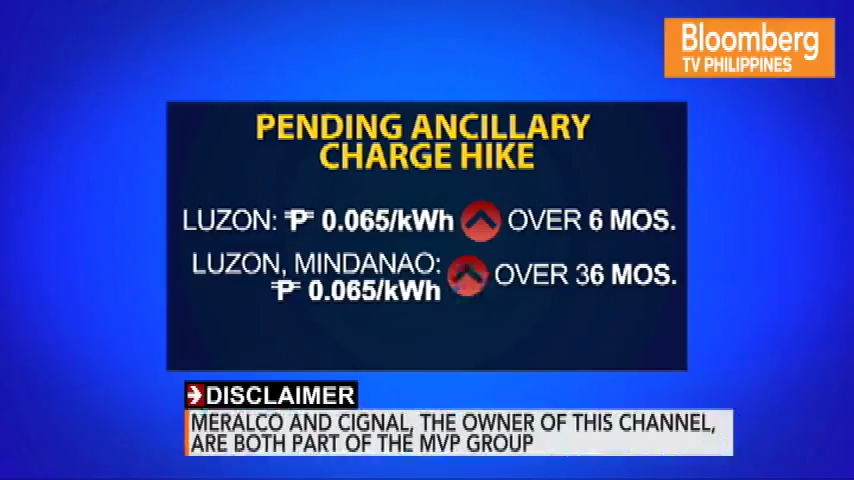 Bloomberg
TV PHILIPPINES
PENDING ANCILLARY
CHARGE HIKE
LUZON: ₱ 0.065/kWh OVER 6 MOS.
LUZON, MINDANAO:
₱ 0.065/kWh OVER 36 MOS.
DISCLAIMER
MERALCO AND CIGNAL, THE OWNER OF THIS CHANNEL,
ARE BOTH PART OF THE MVP GROUP